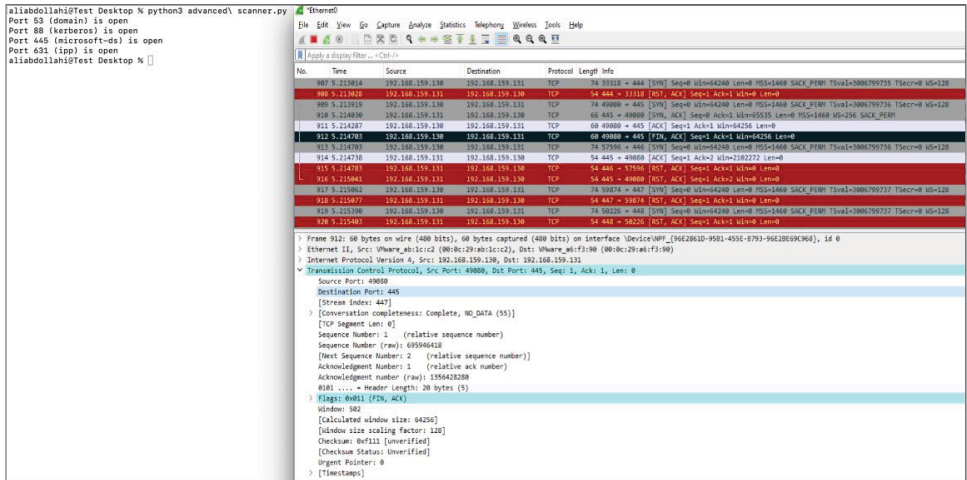 aliabdollahi@Test Desktop % python3 advanced\ scanner.py
Port 53 (domain) is open
Port 88 (kerberos) is open
Port 445 (microsoft-ds) is open
Port 631 (ipp) is open
aliabdollahi@Test Desktop %
*Ethernet0
File Edit View Go Capture Analyze Statistics Telephony Wireless Tools Help
Apply a display filter ... <Ctrl-/>
No. Time Source Destination Protocol Length Info
907 5.213014 192.168.159.130 192.168.159.131 TCP 74 33318 → 444 [SYN] Seq=0 Win=64240 Len=0 MSS=1460 SACK_PERM TSval=3006799735 TSecr=0 WS=128
908 5.213028 192.168.159.131 192.168.159.130 TCP 54 444 → 33318 [RST, ACK] Seq=1 Ack=1 Win=0 Len=0
909 5.213919 192.168.159.130 192.168.159.131 TCP 74 49080 → 445 [SYN] Seq=0 Win=64240 Len=0 MSS=1460 SACK_PERM TSval=3006799736 TSecr=0 WS=128
910 5.214030 192.168.159.131 192.168.159.130 TCP 66 445 → 49080 [SYN, ACK] Seq=0 Ack=1 Win=65535 Len=0 MSS=1460 WS=256 SACK_PERM
911 5.214287 192.168.159.130 192.168.159.131 TCP 60 49080 → 445 [ACK] Seq=1 Ack=1 Win=64256 Len=0
912 5.214703 192.168.159.130 192.168.159.131 TCP 60 49080 → 445 [FIN, ACK] Seq=1 Ack=1 Win=64256 Len=0
913 5.214703 192.168.159.130 192.168.159.131 TCP 74 57596 → 446 [SYN] Seq=0 Win=64240 Len=0 MSS=1460 SACK_PERM TSval=3006799736 TSecr=0 WS=128
914 5.214738 192.168.159.131 192.168.159.130 TCP 54 445 → 49080 [ACK] Seq=1 Ack=2 Win=2102272 Len=0
915 5.214783 192.168.159.131 192.168.159.130 TCP 54 446 → 57596 [RST, ACK] Seq=1 Ack=1 Win=0 Len=0
916 5.215041 192.168.159.131 192.168.159.130 TCP 54 445 → 49080 [RST, ACK] Seq=1 Ack=2 Win=0 Len=0
917 5.215062 192.168.159.130 192.168.159.131 TCP 74 59874 → 447 [SYN] Seq=0 Win=64240 Len=0 MSS=1460 SACK_PERM TSval=3006799737 TSecr=0 WS=128
918 5.215077 192.168.159.131 192.168.159.130 TCP 54 447 → 59874 [RST, ACK] Seq=1 Ack=1 Win=0 Len=0
919 5.215390 192.168.159.130 192.168.159.131 TCP 74 50226 → 448 [SYN] Seq=0 Win=64240 Len=0 MSS=1460 SACK_PERM TSval=3006799737 TSecr=0 WS=128
920 5.215403 192.168.159.131 192.168.159.130 TCP 54 448 → 50226 [RST, ACK] Seq=1 Ack=1 Win=0 Len=0
Frame 912: 60 bytes on wire (480 bits), 60 bytes captured (480 bits) on interface \Device\NPF_{96E2861D-95B1-455E-8793-96E28E69C968}, id 0
Ethernet II, Src: VMware_ab:1c:c2 (00:0c:29:ab:1c:c2), Dst: VMware_a6:f3:90 (00:0c:29:a6:f3:90)
Internet Protocol Version 4, Src: 192.168.159.130, Dst: 192.168.159.131
Transmission Control Protocol, Src Port: 49080, Dst Port: 445, Seq: 1, Ack: 1, Len: 0
Source Port: 49080
Destination Port: 445
[Stream index: 447]
[Conversation completeness: Complete, NO_DATA (55)]
[TCP Segment Len: 0]
Sequence Number: 1 (relative sequence number)
Sequence Number (raw): 695946418
[Next Sequence Number: 2 (relative sequence number)]
Acknowledgment Number: 1 (relative ack number)
Acknowledgment number (raw): 1356428280
0101 .... = Header Length: 20 bytes (5)
Flags: 0x011 (FIN, ACK)
Window: 502
[Calculated window size: 64256]
[Window size scaling factor: 128]
Checksum: 0xf111 [unverified]
[Checksum Status: Unverified]
Urgent Pointer: 0
[Timestamps]